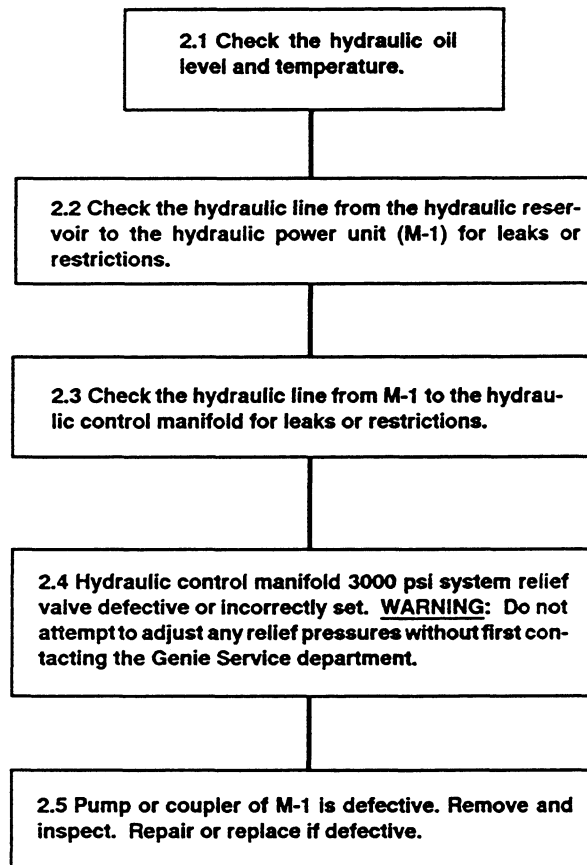 2.1 Check the hydraulic oil
level and temperature.
2.2 Check the hydraulic line from the hydraulic reser-
voir to the hydraulic power unit (M-1) for leaks or
restrictions.
2.3 Check the hydraulic line from M-1 to the hydrau-
lic control manifold for leaks or restrictions.
2.4 Hydraulic control manifold 3000 psi system relief
valve defective or incorrectly set. WARNING: Do not
attempt to adjust any relief pressures without first con-
tacting the Genie Service department.
2.5 Pump or coupler of M-1 is defective. Remove and
inspect. Repair or replace if defective.